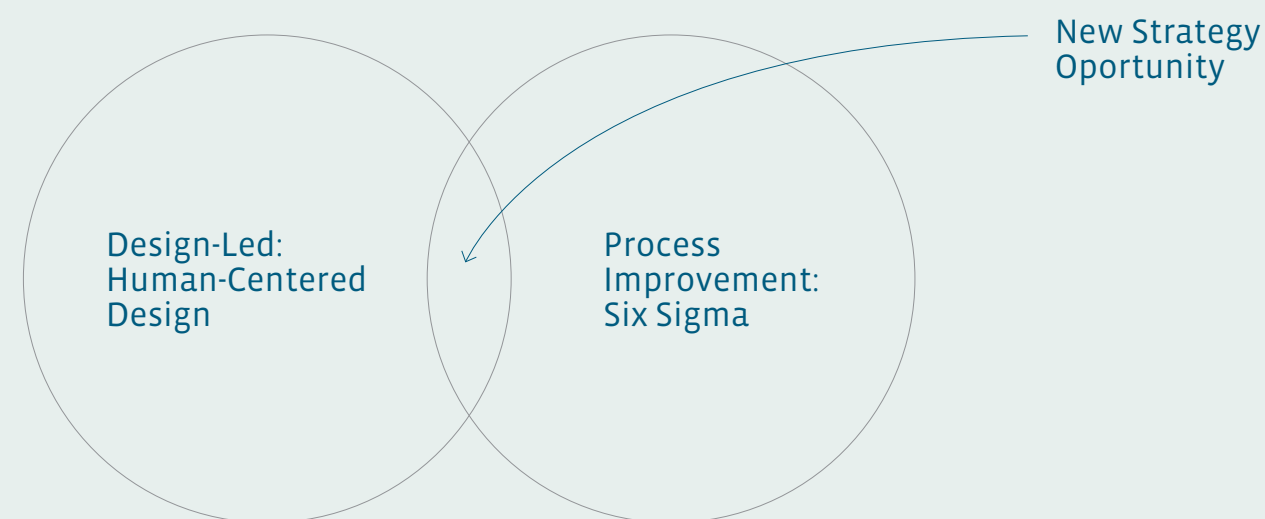 New Strategy
Oportunity
Design-Led:
Human-Centered
Design
Process
Improvement:
Six Sigma